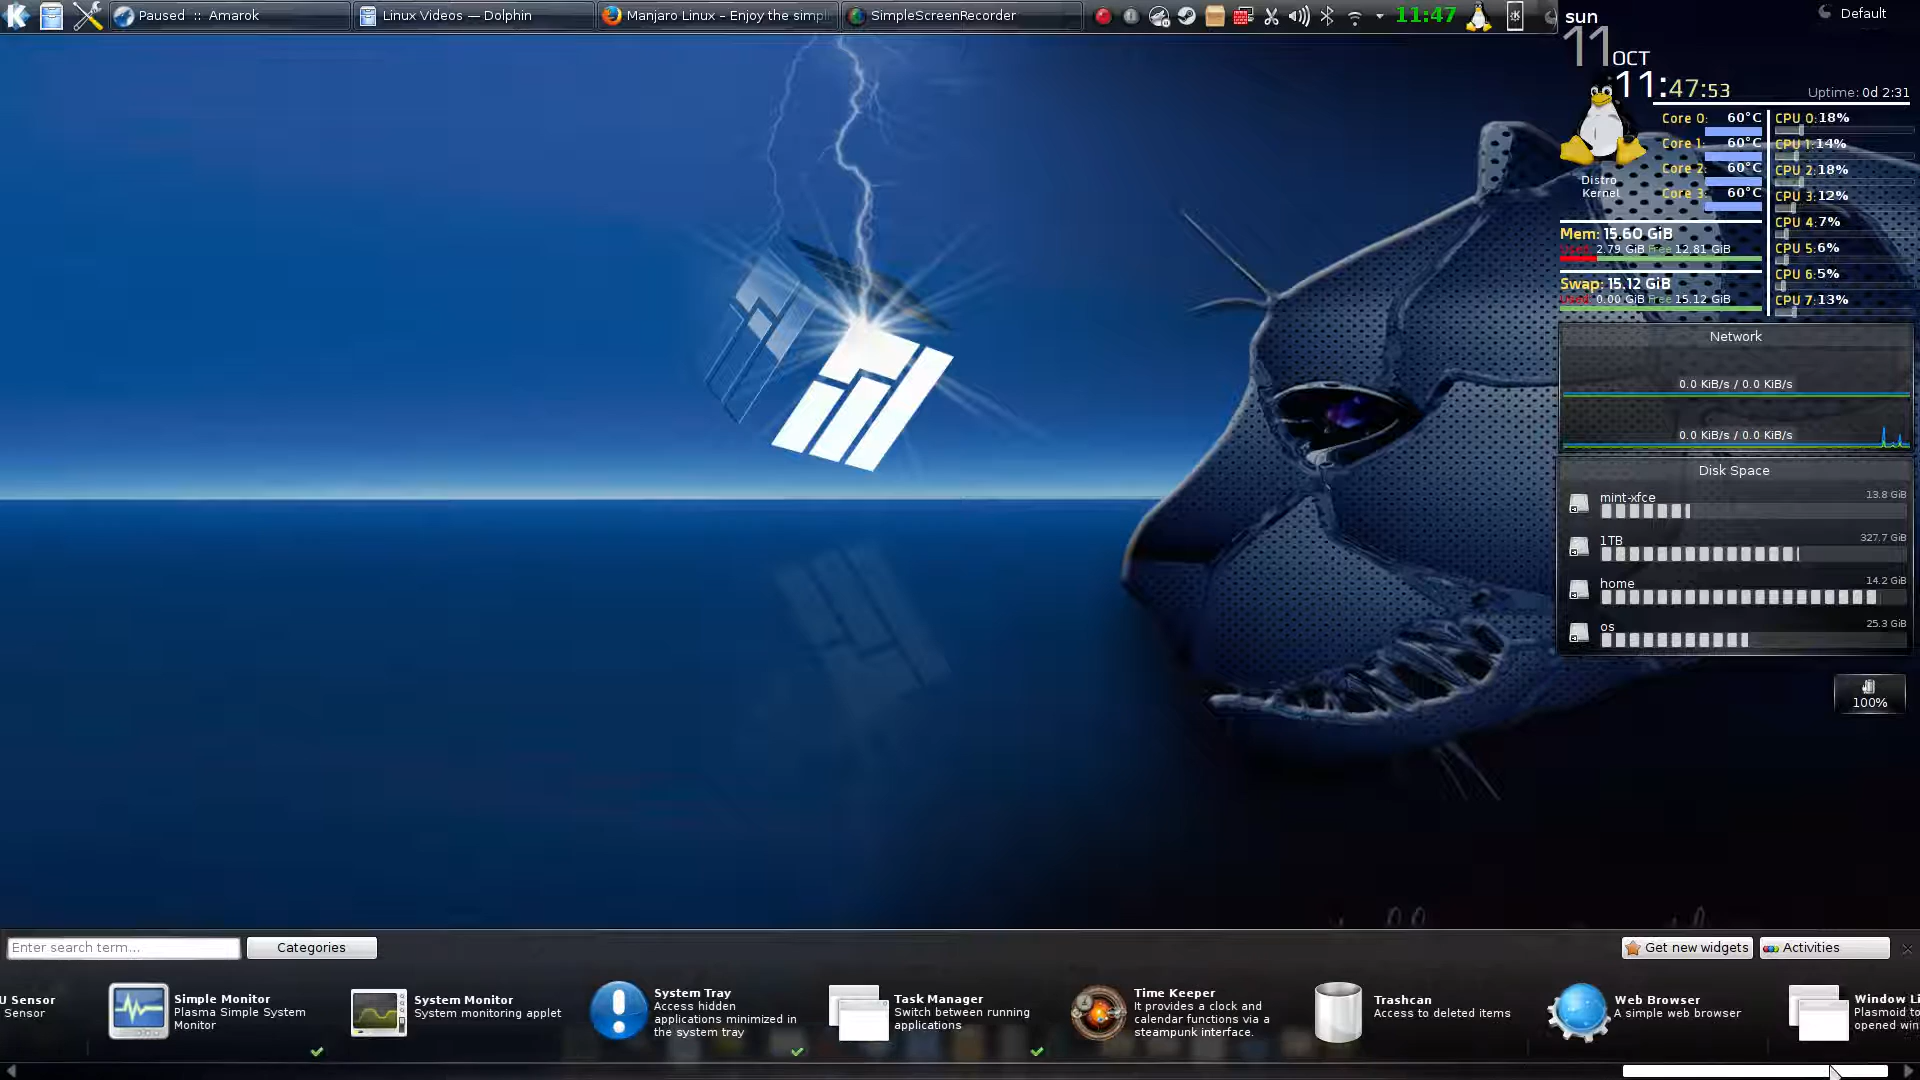 Paused :: Amarok
Linux Videos — Dolphin
Manjaro Linux - Enjoy the simpl
SimpleScreenRecorder
11:47
Default
sun
11 OCT
11:47:53
Uptime: 0d 2:31
Core 0: 60°C
Core 1: 60°C
Core 2: 60°C
Core 3: 60°C
Distro
Kernel
CPU 0:18%
CPU 1:14%
CPU 2:18%
CPU 3:12%
CPU 4:7%
CPU 5:6%
CPU 6:5%
CPU 7:13%
Mem: 15.60 GiB
Used: 2.79 GiB Free 12.81 GiB
Swap: 15.12 GiB
Used: 0.00 GiB Free 15.12 GiB
Network
0.0 KiB/s / 0.0 KiB/s
0.0 KiB/s / 0.0 KiB/s
Disk Space
mint-xfce 13.8 GiB
1TB 327.7 GiB
home 14.2 GiB
os 25.3 GiB
100%
Enter search term...
Categories
Get new widgets
Activities
U Sensor
Sensor
Simple Monitor
Plasma Simple System
Monitor
System Monitor
System monitoring applet
System Tray
Access hidden
applications minimized in
the system tray
Task Manager
Switch between running
applications
Time Keeper
It provides a clock and
calendar functions via a
steampunk interface.
Trashcan
Access to deleted items
Web Browser
A simple web browser
Window Li
Plasmoid to
opened win